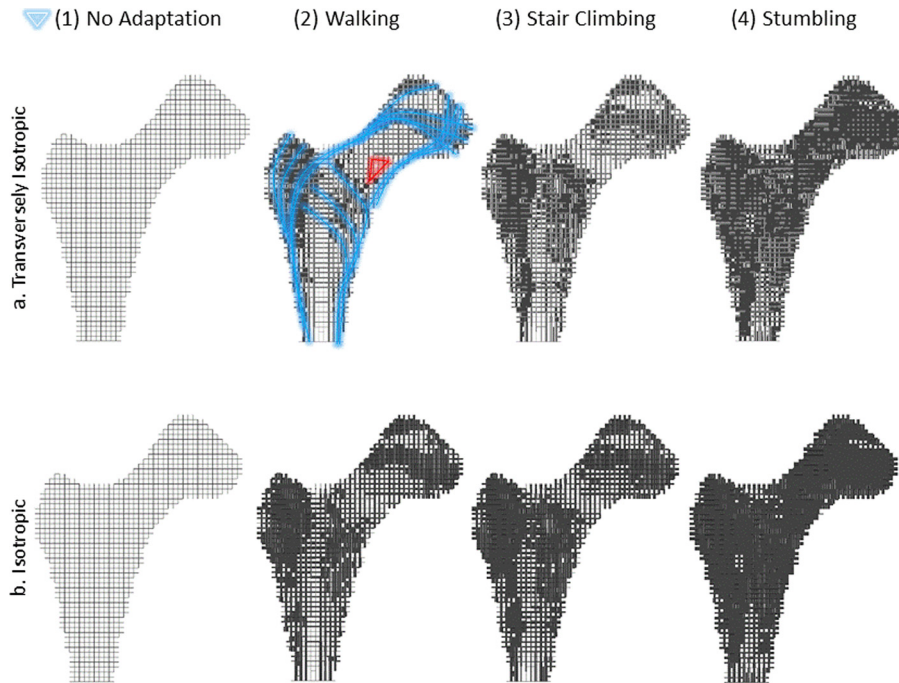 (1) No Adaptation
(2) Walking
(3) Stair Climbing
(4) Stumbling
a. Transversely Isotropic
b. Isotropic